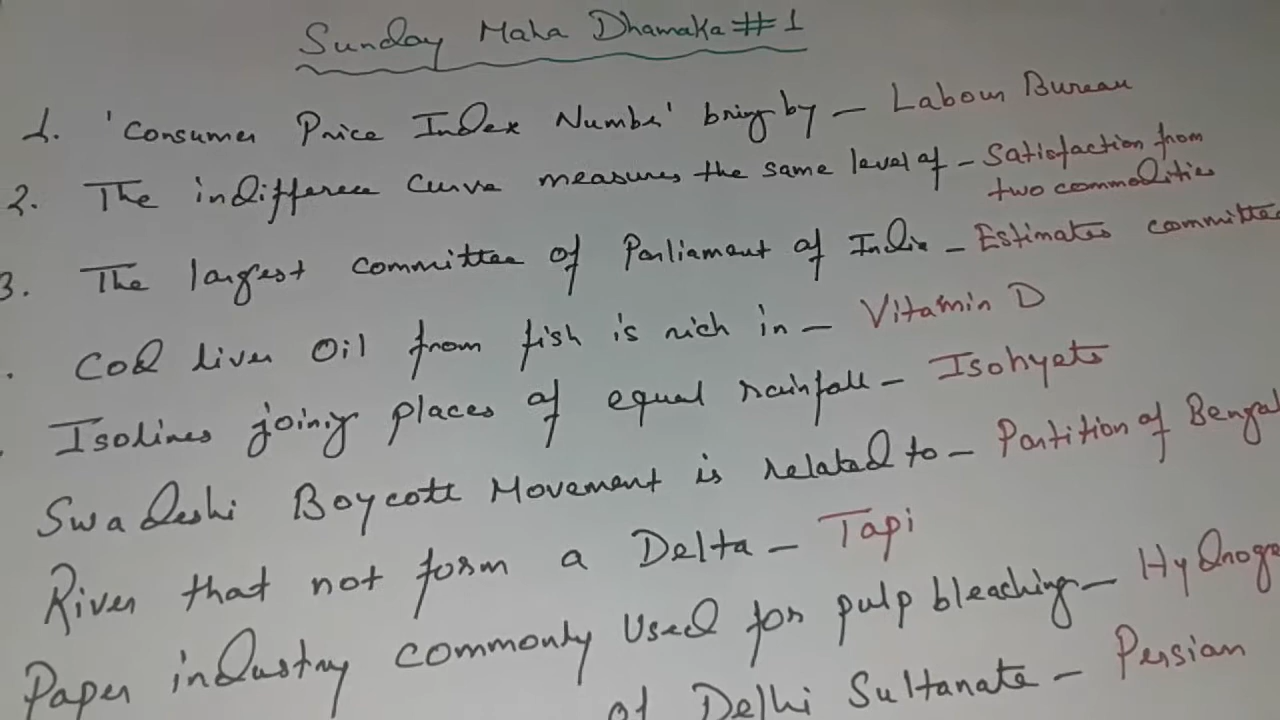 Sunday Maha Dhamaka #1
1. 'Consumer Price Index Number' bring by - Labour Bureau
2. The indifference curve measures the same level of - Satisfaction from
two commodities
3. The largest committee of Parliament of India - Estimates committee
. Cod liver Oil from fish is rich in - Vitamin D
. Isolines joining places of equal rainfall - Isohyets
Swadeshi Boycott Movement is related to - Partition of Bengal
River that not form a Delta - Tapi
Paper industry commonly used for pulp bleaching - Hydroge
of Delhi Sultanate - Persian